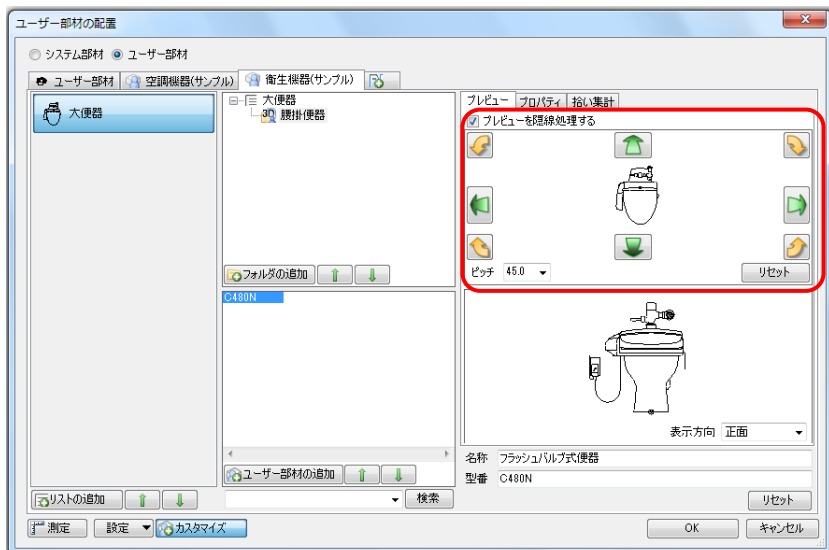 ユーザー部材の配置
システム部材 ユーザー部材
ユーザー部材 空調機器(サンプル) 衛生機器(サンプル)
大便器
大便器
3D 腰掛便器
フォルダの追加
C480N
ユーザー部材の追加
リストの追加
検索
プレビュー プロパティ 拾い集計
プレビューを隠線処理する
ピッチ 45.0 リセット
表示方向 正面
名称 フラッシュバルブ式便器
型番 C480N
リセット
測定 設定 カスタマイズ
OK キャンセル